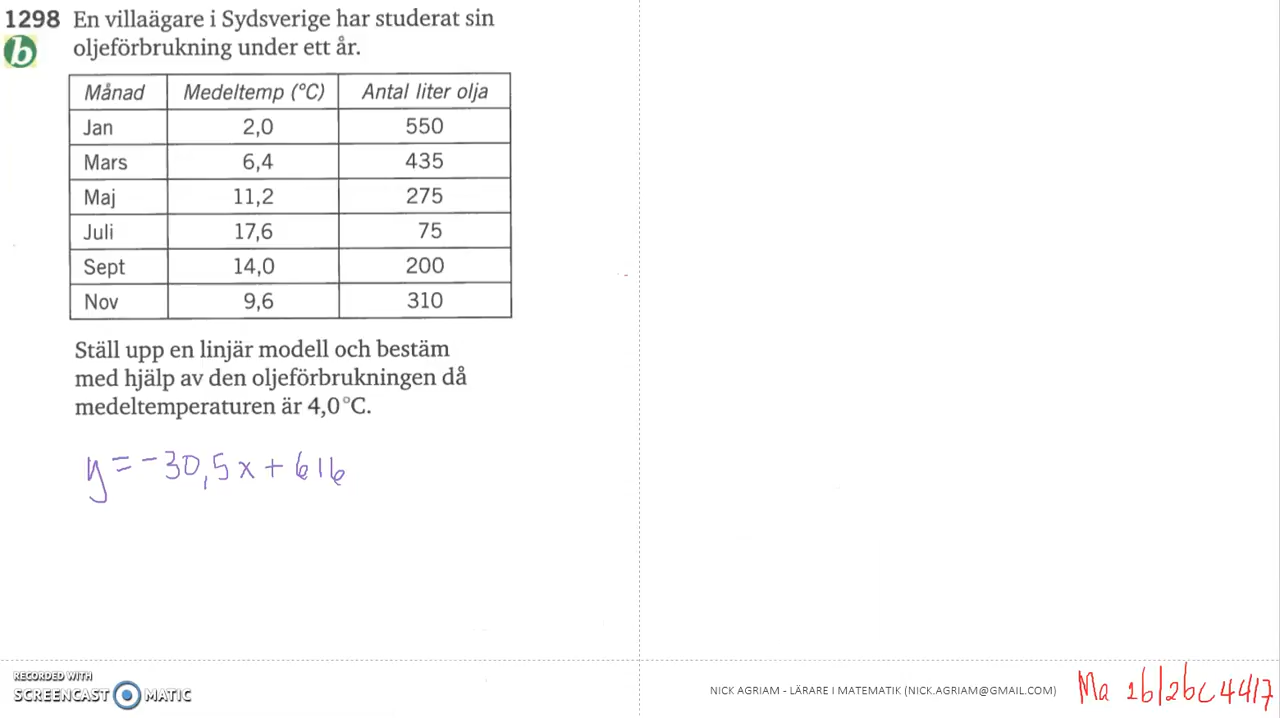 1298 En villaägare i Sydsverige har studerat sin
b oljeförbrukning under ett år.
Månad Medeltemp (°C) Antal liter olja
Jan 2,0 550
Mars 6,4 435
Maj 11,2 275
Juli 17,6 75
Sept 14,0 200
Nov 9,6 310
Ställ upp en linjär modell och bestäm
med hjälp av den oljeförbrukningen då
medeltemperaturen är 4,0 °C.
y = -30,5x + 616
RECORDED WITH
SCREENCAST MATIC
NICK AGRIAM - LÄRARE I MATEMATIK (NICK.AGRIAM@GMAIL.COM)
Ma 2b/2bc 4417